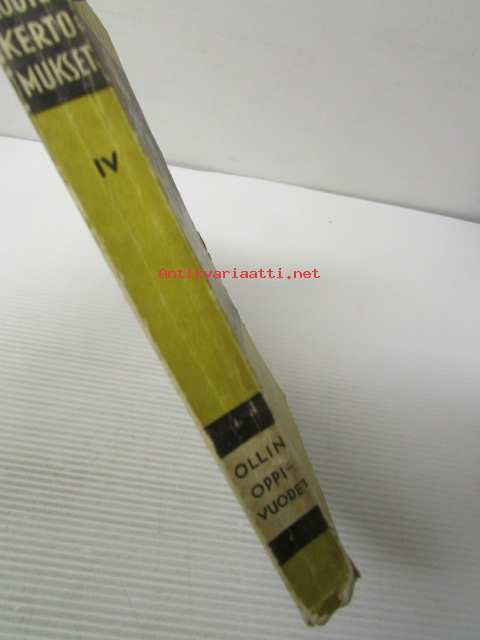 KERTO-
MUKSET
IV
Antikvariaatti.net
OLLIN
OPPI-
VUODET